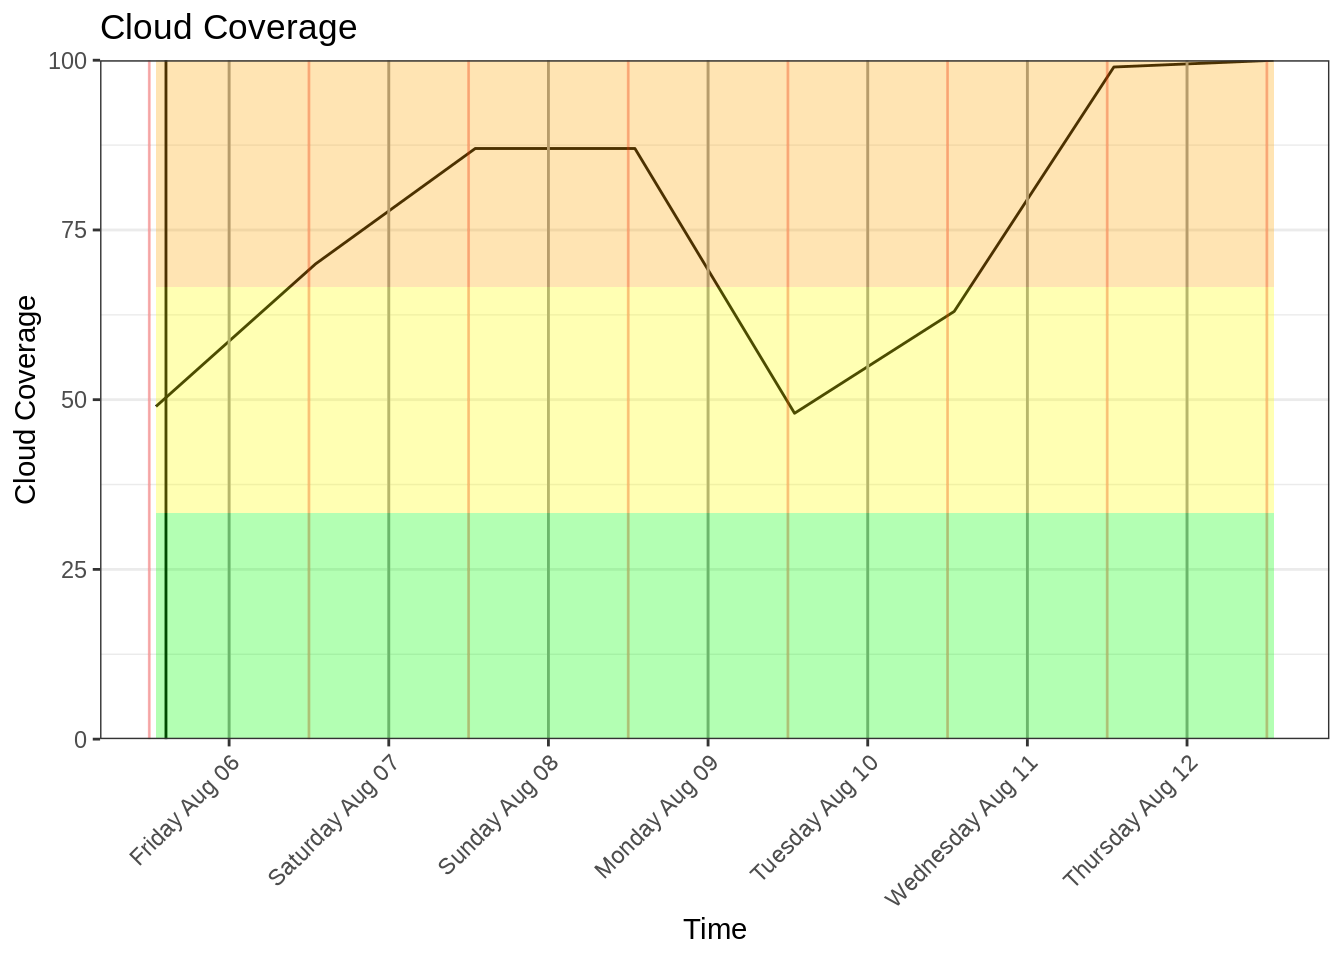 Cloud Coverage
100
75
50
25
0
Cloud Coverage
Friday Aug 06
Saturday Aug 07
Sunday Aug 08
Monday Aug 09
Tuesday Aug 10
Wednesday Aug 11
Thursday Aug 12
Time